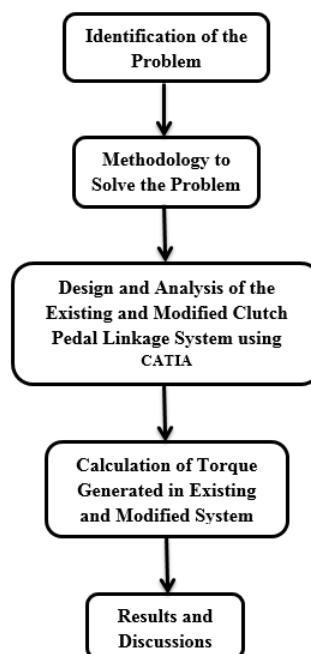 Identification of the
Problem
Methodology to
Solve the Problem
Design and Analysis of the
Existing and Modified Clutch
Pedal Linkage System using
CATIA
Calculation of Torque
Generated in Existing
and Modified System
Results and
Discussions